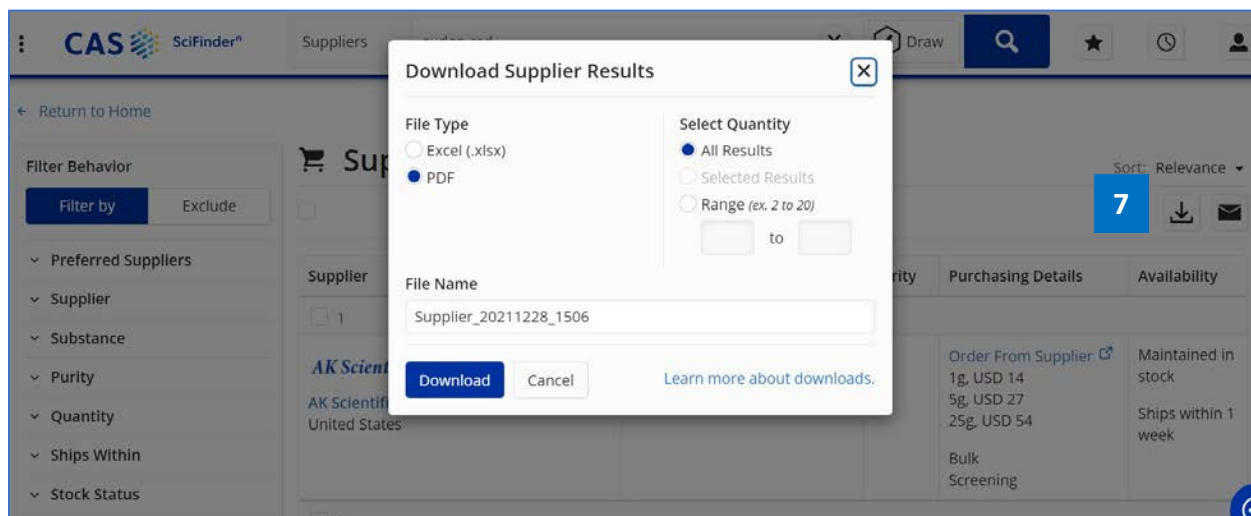 CAS SciFinderⁿ Suppliers Draw
Download Supplier Results
← Return to Home
File Type
Select Quantity
Excel (.xlsx)
All Results
PDF
Selected Results
Range (ex. 2 to 20)
to
Filter Behavior
Filter by Exclude
Sup
Sort: Relevance
7
Preferred Suppliers
Supplier
Substance
Purity
Quantity
Ships Within
Stock Status
Supplier
Purchasing Details
Availability
File Name
1
Supplier_20211228_1506
Download
Cancel
Learn more about downloads.
AK Scient
AK Scientifi
United States
Order From Supplier
1g, USD 14
5g, USD 27
25g, USD 54
Bulk
Screening
Maintained in
stock
Ships within 1
week